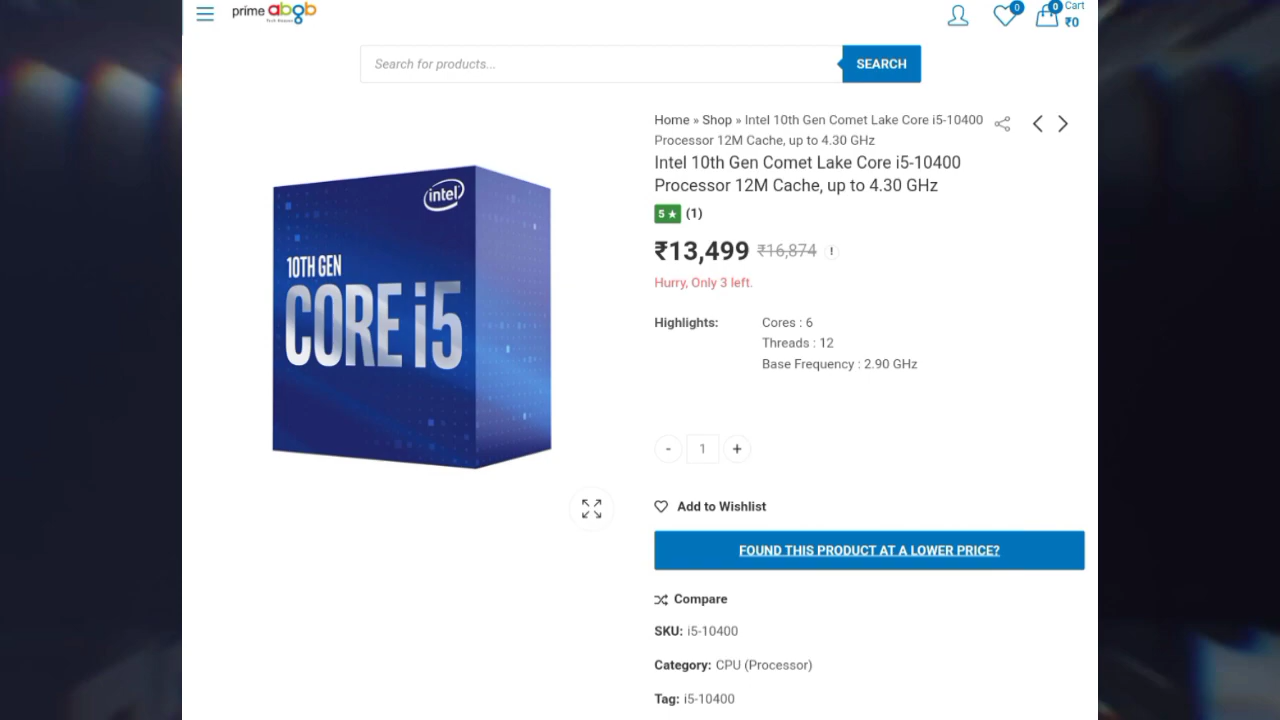 prime abgb
Tech Bhaarat
0
0
Cart
₹0
Search for products...
SEARCH
Home » Shop » Intel 10th Gen Comet Lake Core i5-10400
Processor 12M Cache, up to 4.30 GHz
Intel 10th Gen Comet Lake Core i5-10400
Processor 12M Cache, up to 4.30 GHz
5 ★ (1)
₹13,499 ₹16,874 !
Hurry, Only 3 left.
Highlights:
Cores : 6
Threads : 12
Base Frequency : 2.90 GHz
intel
10TH GEN
CORE i5
- 1 +
Add to Wishlist
FOUND THIS PRODUCT AT A LOWER PRICE?
Compare
SKU: i5-10400
Category: CPU (Processor)
Tag: i5-10400